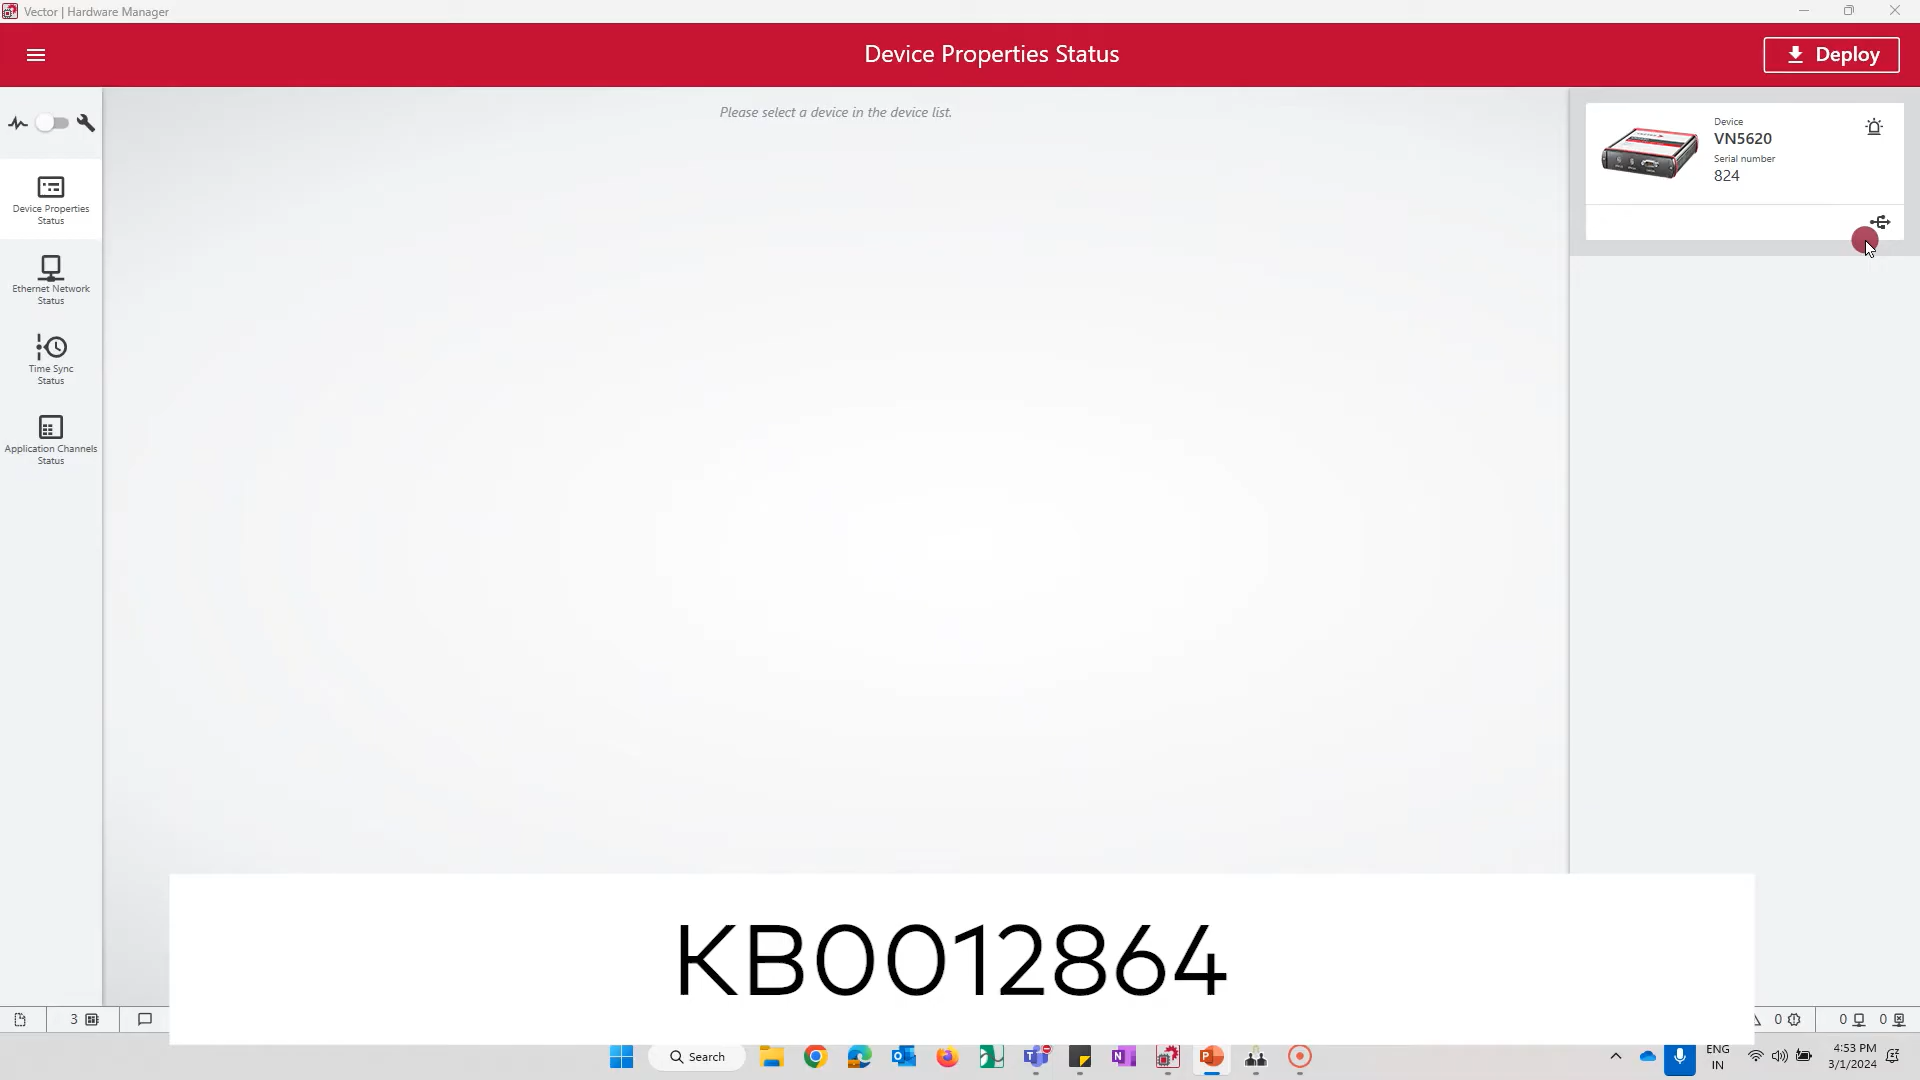 Vector | Hardware Manager
Device Properties Status
Deploy
Please select a device in the device list.
Device
VN5620
Serial number
824
Device Properties
Status
Ethernet Network
Status
Time Sync
Status
Application Channels
Status
KB0012864
3
0
0
0
Search
ENG
IN
4:53 PM
3/1/2024